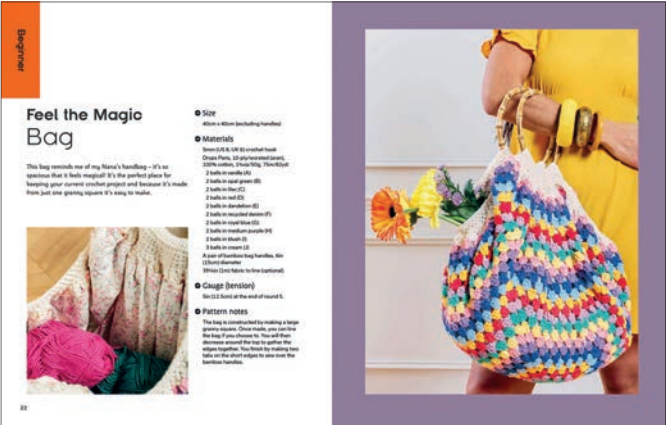 Beginner
Feel the Magic
Bag
This bag reminds me of my Nana's handbag – it's so
spacious that it feels magical! It's the perfect place for
keeping your current crochet project and because it's made
from just one granny square it's easy to make.
Size
40cm x 40cm (excluding handles)
Materials
5mm (US 8, UK 6) crochet hook
Drops Paris, 10-ply/worsted (aran),
100% cotton, 1¾oz/50g, 75m/82yd:
2 balls in vanilla (A)
2 balls in opal green (B)
2 balls in lilac (C)
2 balls in red (D)
2 balls in dandelion (E)
2 balls in recycled denim (F)
2 balls in royal blue (G)
2 balls in medium purple (H)
2 balls in blush (I)
3 balls in cream (J)
A pair of bamboo bag handles, 6in
(15cm) diameter
39½in (1m) fabric to line (optional)
Gauge (tension)
5in (12.5cm) at the end of round 5.
Pattern notes
The bag is constructed by making a large
granny square. Once made, you can line
the bag if you choose to. You will then
decrease around the top to gather the
edges together. You finish by making two
tabs on the short edges to sew over the
bamboo handles.
22